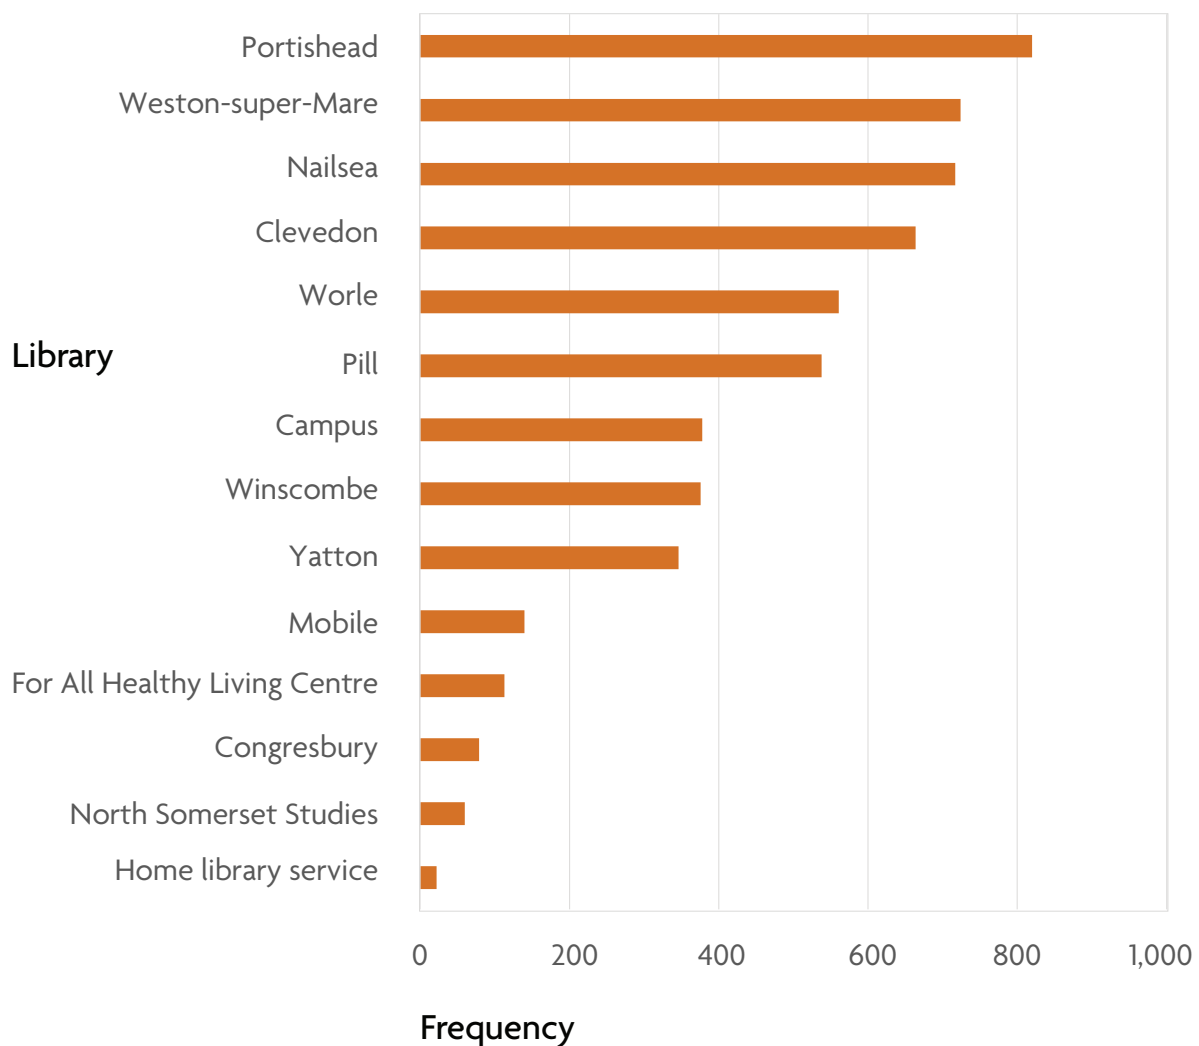 Portishead
Weston-super-Mare
Nailsea
Clevedon
Worle
Library
Pill
Campus
Winscombe
Yatton
Mobile
For All Healthy Living Centre
Congresbury
North Somerset Studies
Home library service
0 200 400 600 800 1,000
Frequency